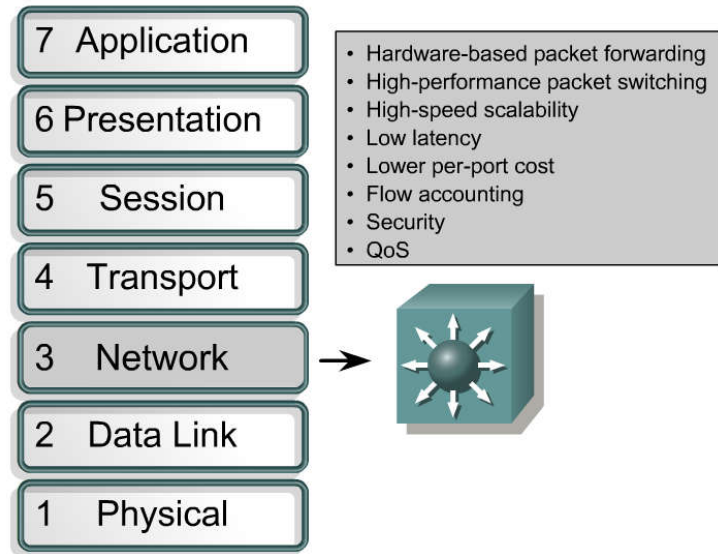 7 Application
6 Presentation
5 Session
4 Transport
3 Network
2 Data Link
1 Physical
• Hardware-based packet forwarding
• High-performance packet switching
• High-speed scalability
• Low latency
• Lower per-port cost
• Flow accounting
• Security
• QoS